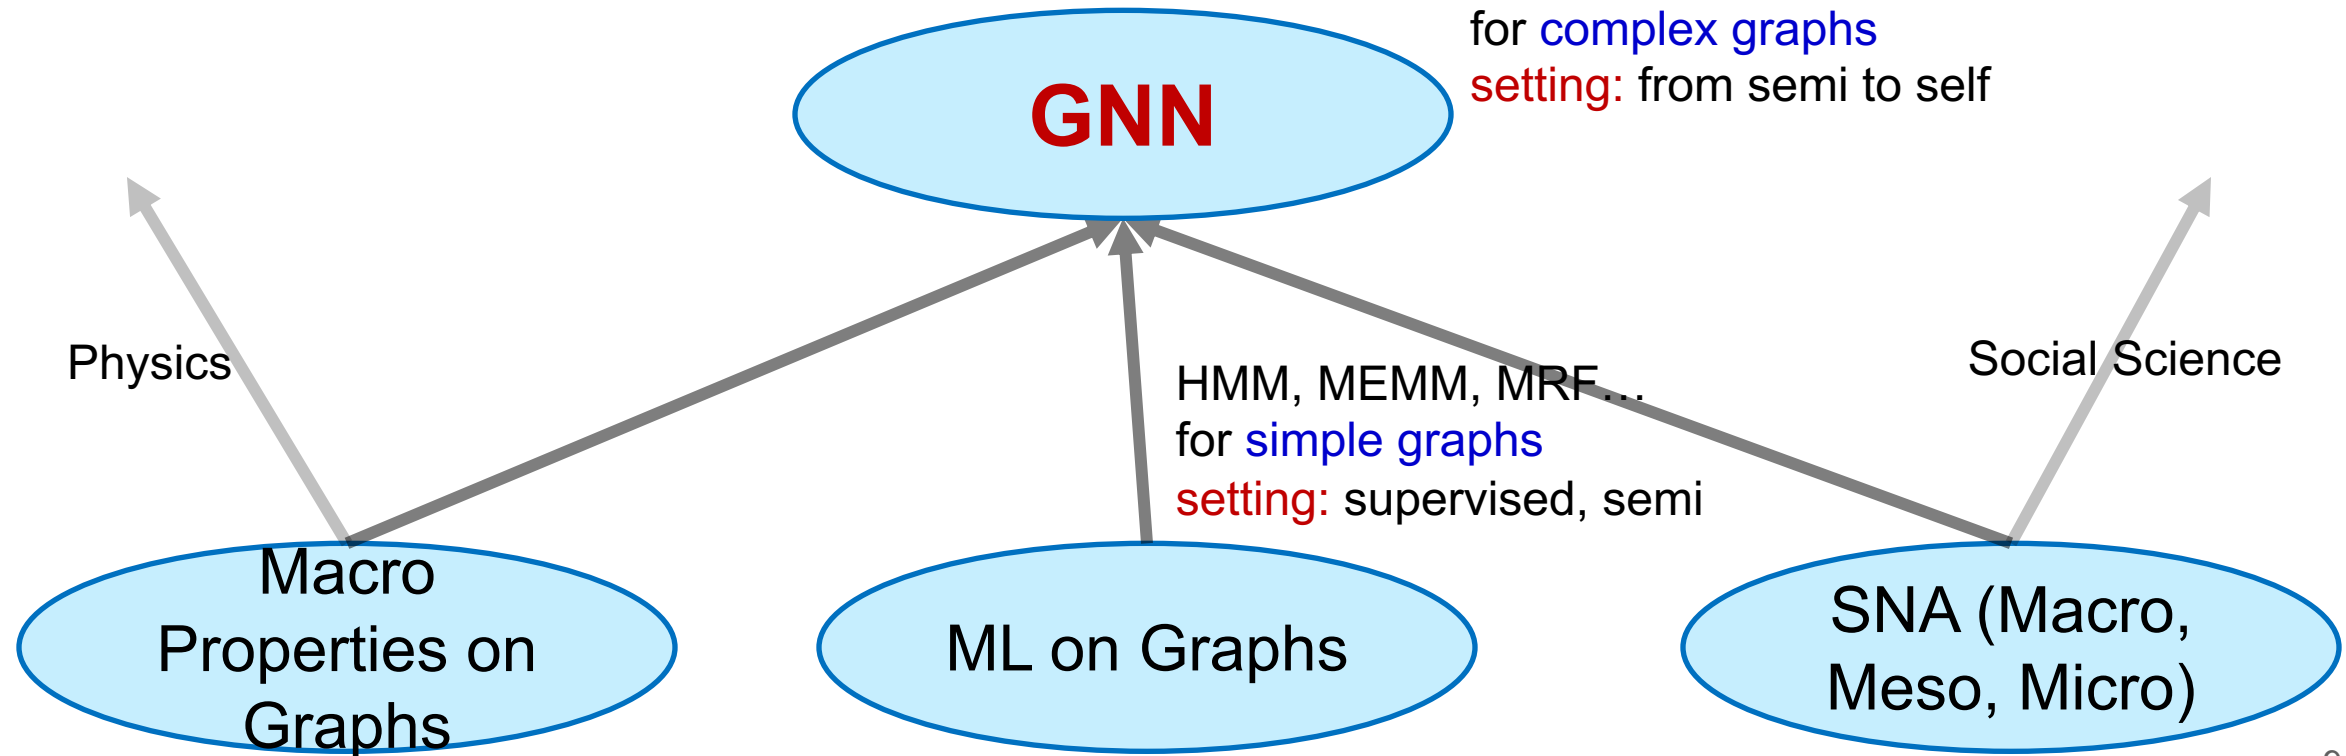 for complex graphs
setting: from semi to self
GNN
Physics
Social Science
HMM, MEMM, MRF…
for simple graphs
setting: supervised, semi
Macro
Properties on
Graphs
ML on Graphs
SNA (Macro,
Meso, Micro)